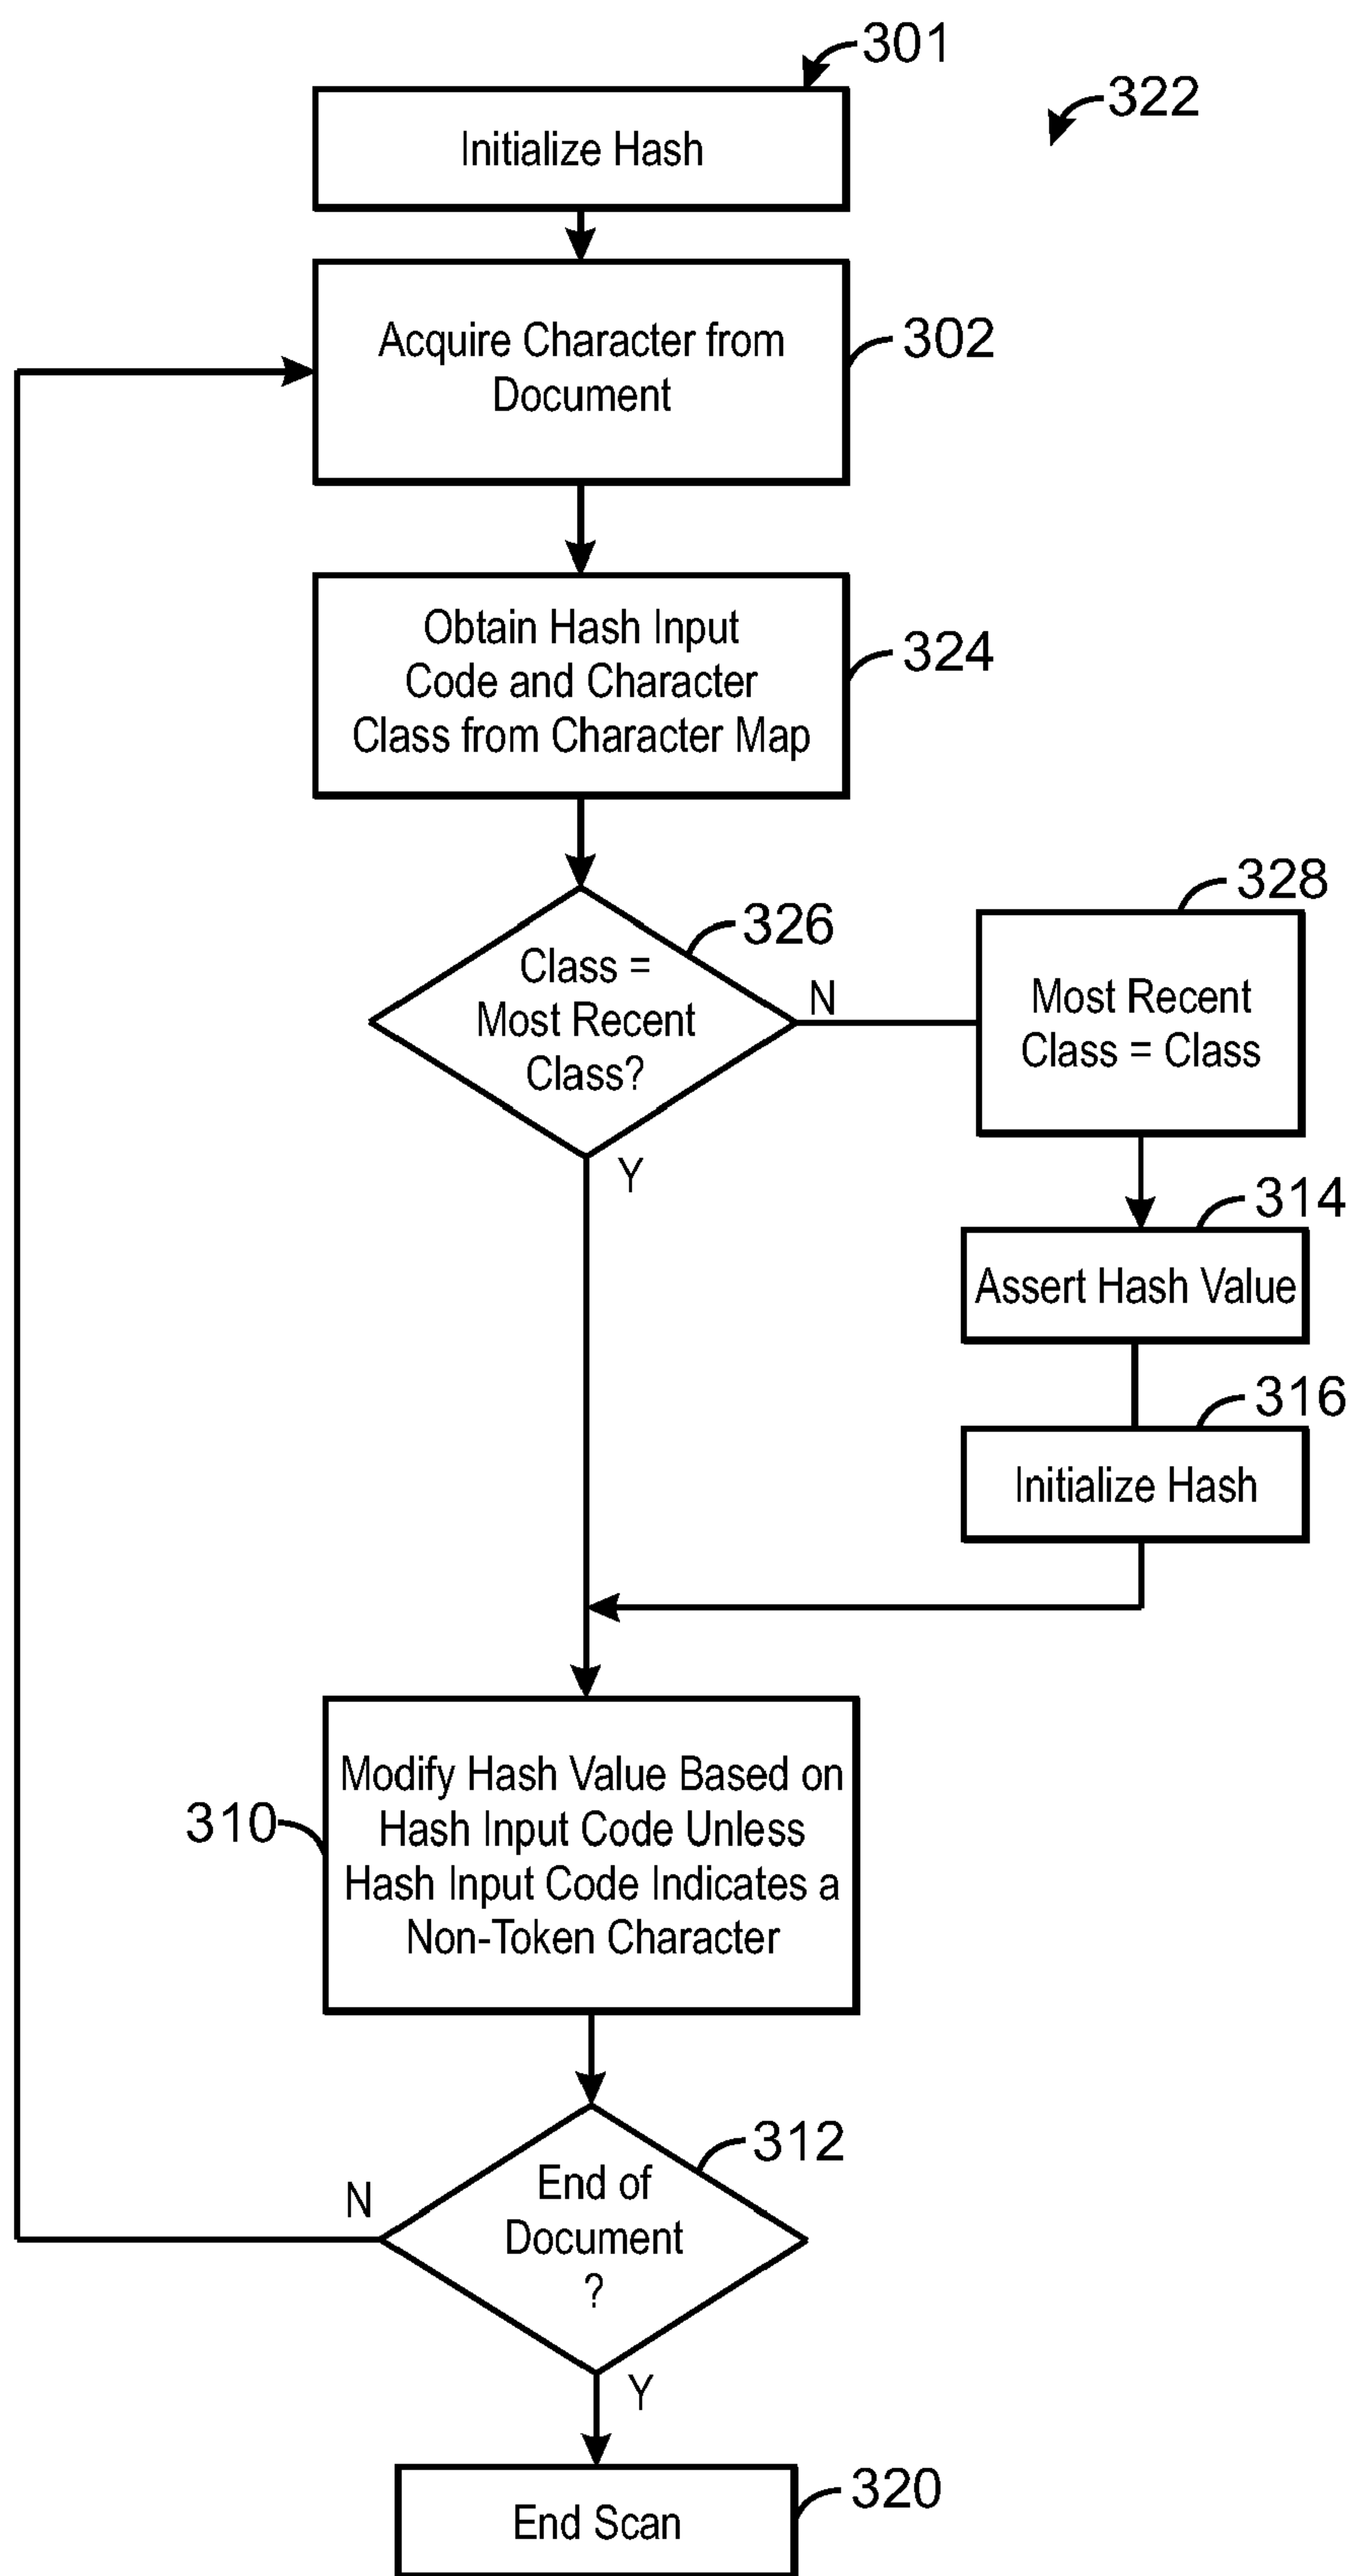 301
322
Initialize Hash
Acquire Character from
Document
302
Obtain Hash Input
Code and Character
Class from Character Map
324
326
Class =
Most Recent
Class?
N
Y
328
Most Recent
Class = Class
314
Assert Hash Value
316
Initialize Hash
310
Modify Hash Value Based on
Hash Input Code Unless
Hash Input Code Indicates a
Non-Token Character
312
End of
Document
?
N
Y
320
End Scan